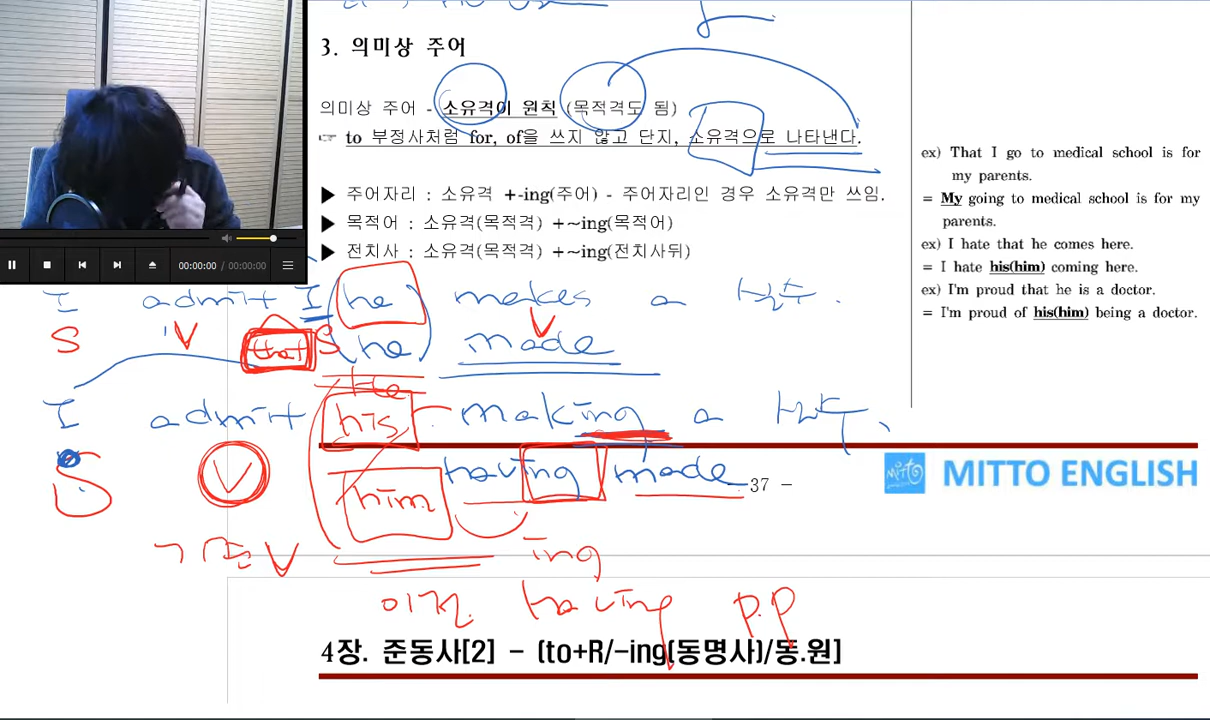 3. 의미상 주어
의미상 주어 - 소유격이 원칙 (목적격도 됨)
☞ to 부정사처럼 for, of을 쓰지 않고 단지, 소유격으로 나타낸다.
▶ 주어자리 : 소유격 +-ing(주어) - 주어자리인 경우 소유격만 쓰임.
▶ 목적어 : 소유격(목적격) +~ing(목적어)
▶ 전치사 : 소유격(목적격) +~ing(전치사뒤)
ex) That I go to medical school is for
my parents.
= My going to medical school is for my
parents.
ex) I hate that he comes here.
= I hate his(him) coming here.
ex) I'm proud that he is a doctor.
= I'm proud of his(him) being a doctor.
00:00:00 / 00:00:00
I admit I (he makes a 실수.
S V that S (he) made V
I admit his making a 실수.
S V him having made
기준 V ing
이전. having p.p
MITTO ENGLISH
37 -
4장. 준동사[2] - (to+R/-ing(동명사)/동.원]